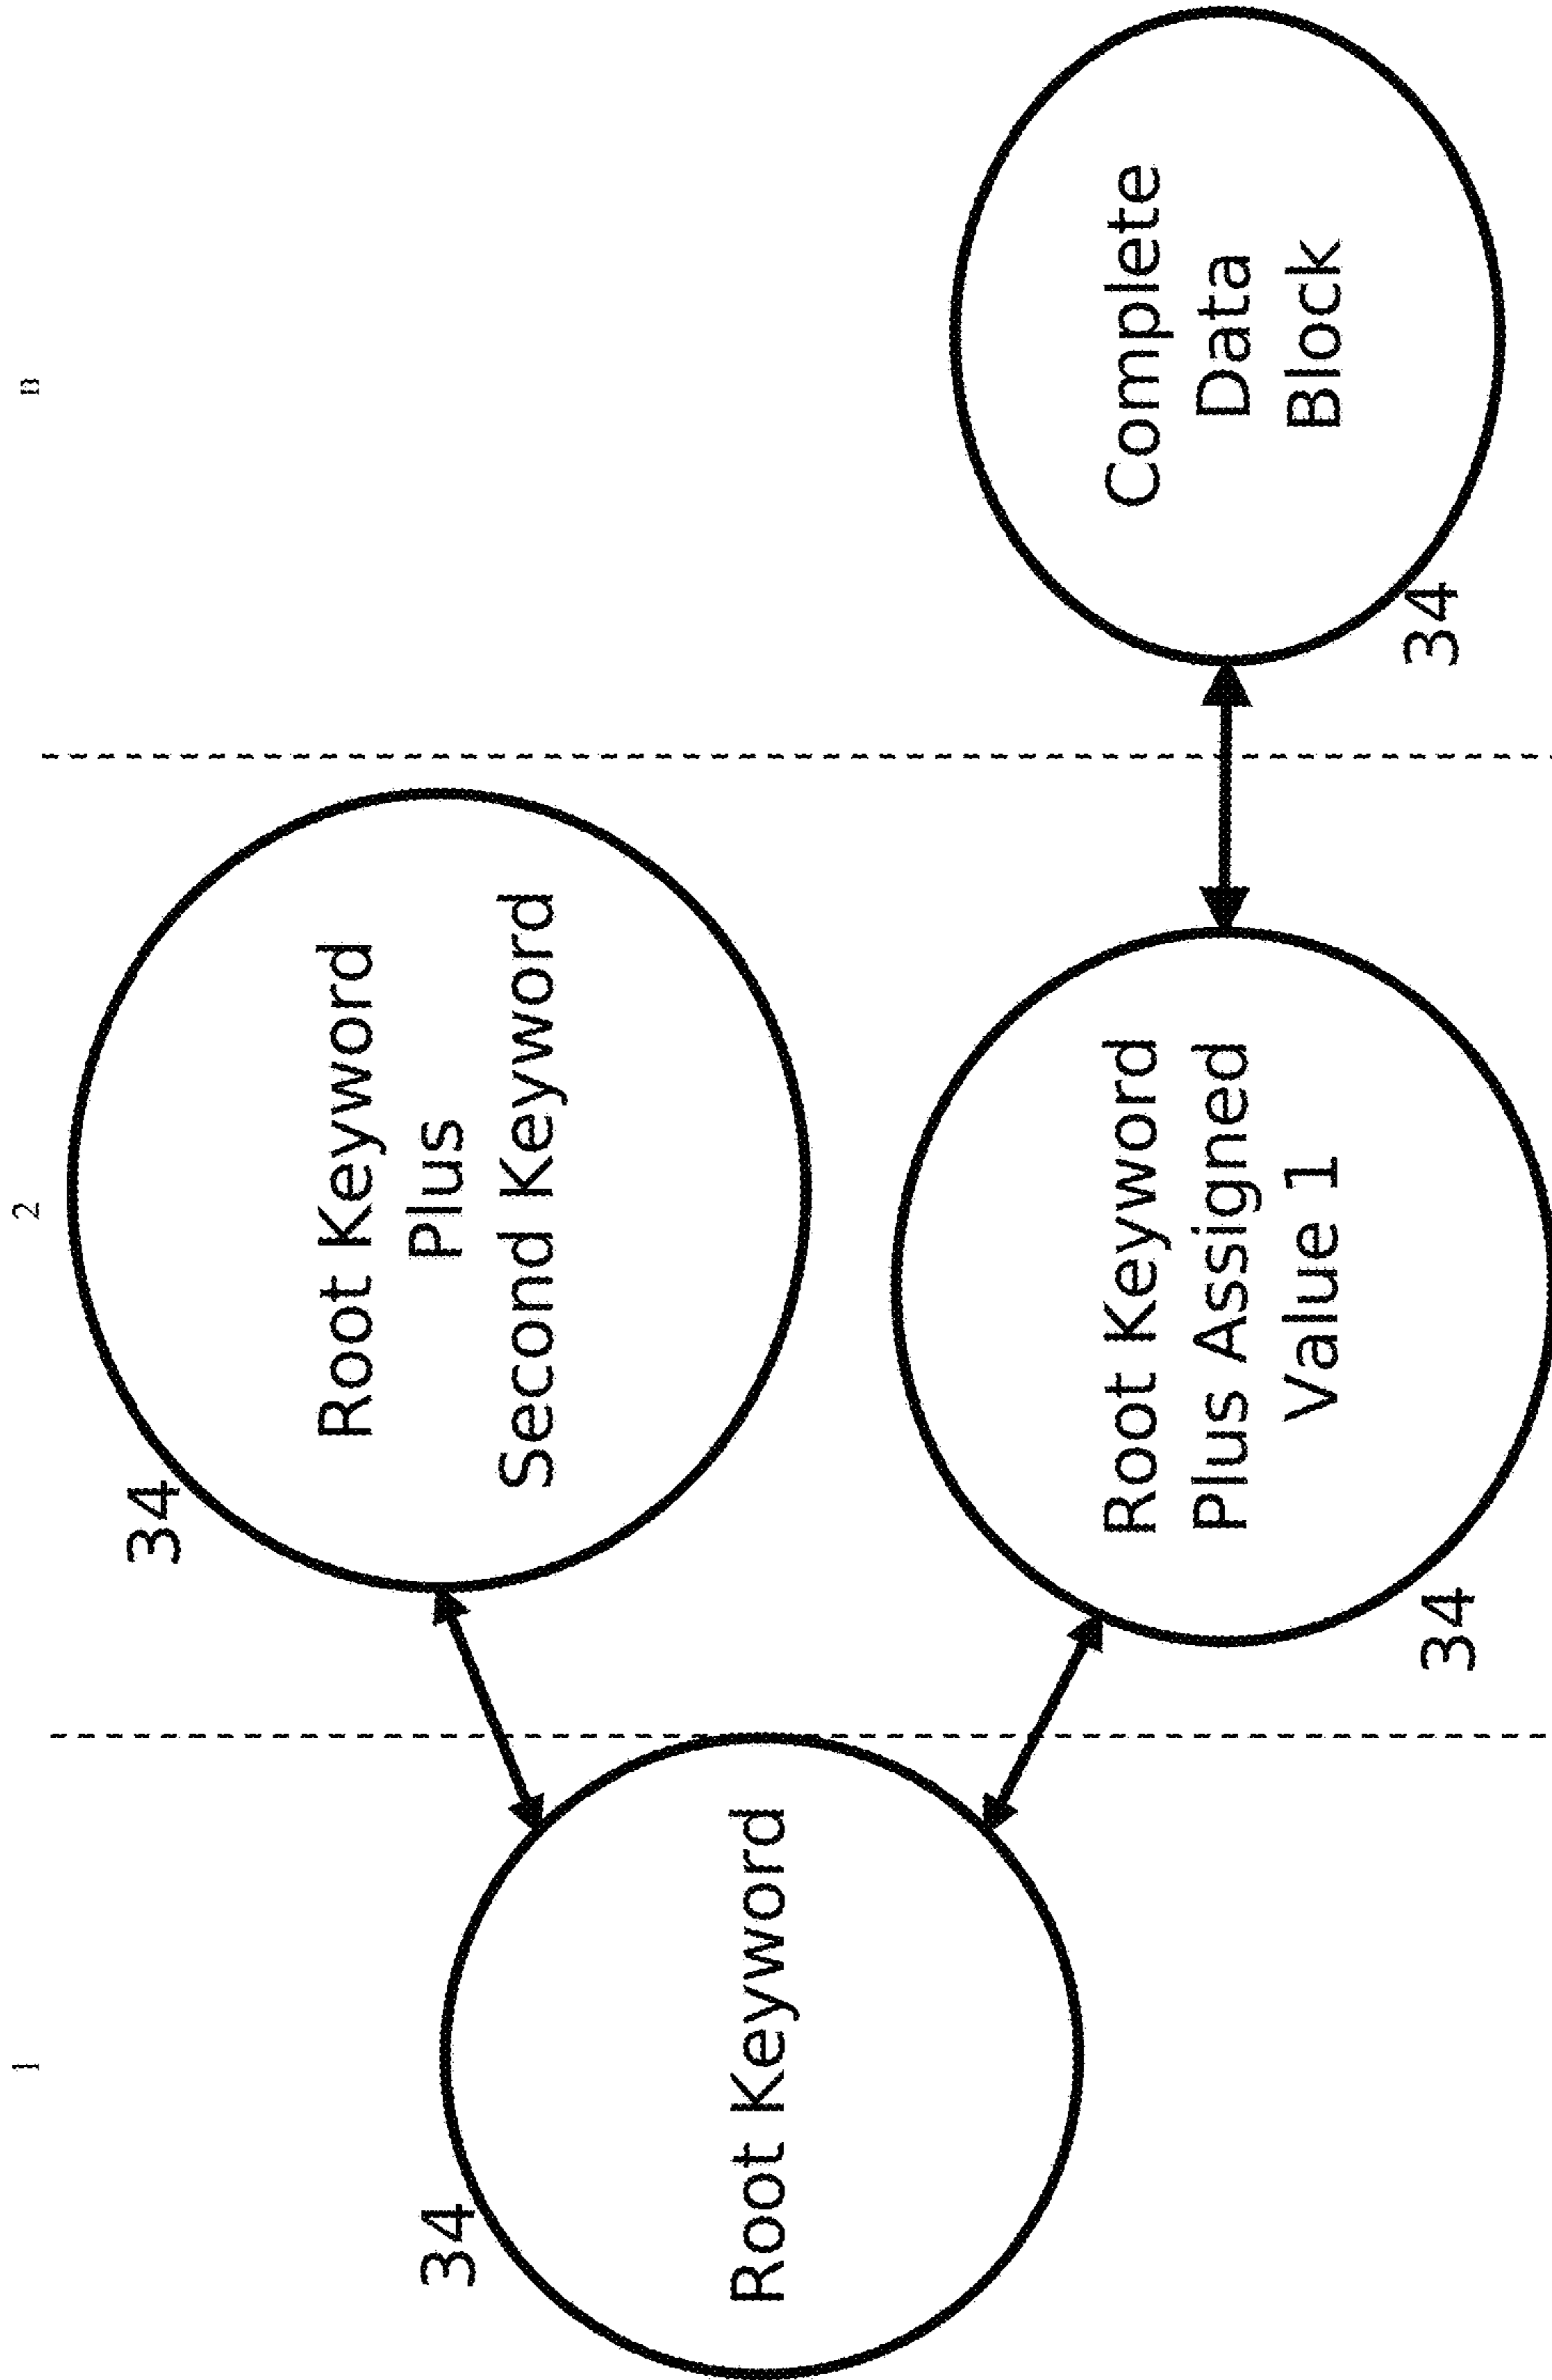 1
2
n
34
Root Keyword
34
Root Keyword
Plus
Second Keyword
34
Root Keyword
Plus Assigned
Value 1
34
Complete
Data
Block